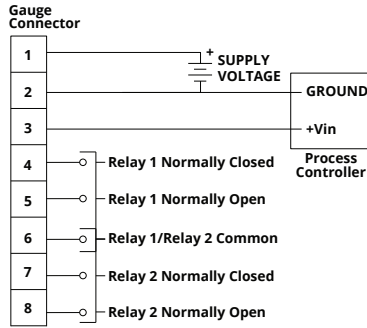 Gauge
Connector
1
+
SUPPLY
VOLTAGE
2
GROUND
3
+Vin
Process
Controller
4
Relay 1 Normally Closed
5
Relay 1 Normally Open
6
Relay 1/Relay 2 Common
7
Relay 2 Normally Closed
8
Relay 2 Normally Open